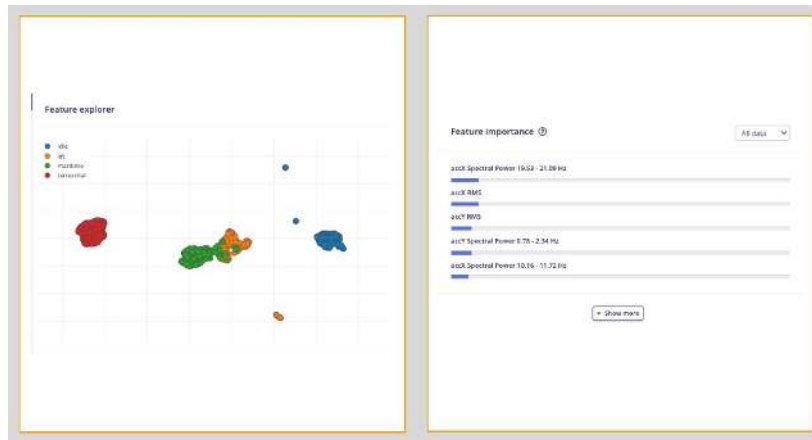 Feature explorer
idle
lift
maritime
terrestrial
Feature importance
All data
accX Spectral Power 19.53 - 21.09 Hz
accX RMS
accY RMS
accY Spectral Power 0.78 - 2.34 Hz
accX Spectral Power 10.16 - 11.72 Hz
Show more